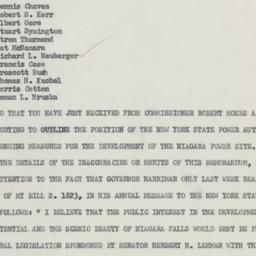 ennis Chavez
obert S. Kerr
lbert Gore
tuart Symington
trom Thurmond
at McNamara
ichard L. Neuberger
rancis Case
rescott Bush
homas H. Kuchel
orris Cotton
oman L. Hruska
D THAT YOU HAVE JUST RECEIVED FROM COMMISSIONER ROBERT MOSES A
ORTING TO OUTLINE THE POSITION OF THE NEW YORK STATE POWER AUT
ENDING MEASURES FOR THE DEVELOPMENT OF THE NIAGARA POWER SITE.
THE DETAILS OF THE INACCURACIES OR MERITS OF THIS MEMORANDUM,
TTENTION TO THE FACT THAT GOVERNOR HARRIMAN ONLY LAST WEEK REA
OF MY BILL S. 1823, IN HIS ANNUAL MESSAGE TO THE NEW YORK STAT
FOLLOWS: " I BELIEVE THAT THE PUBLIC INTEREST IN THE DEVELOPME
TENTIAL AND THE SCENIC BEAUTY OF NIAGARA FALLS WOULD BEST BE P
RAL LEGISLATION SPONSORED BY SENATOR HERBERT H. LEHMAN WITH TH